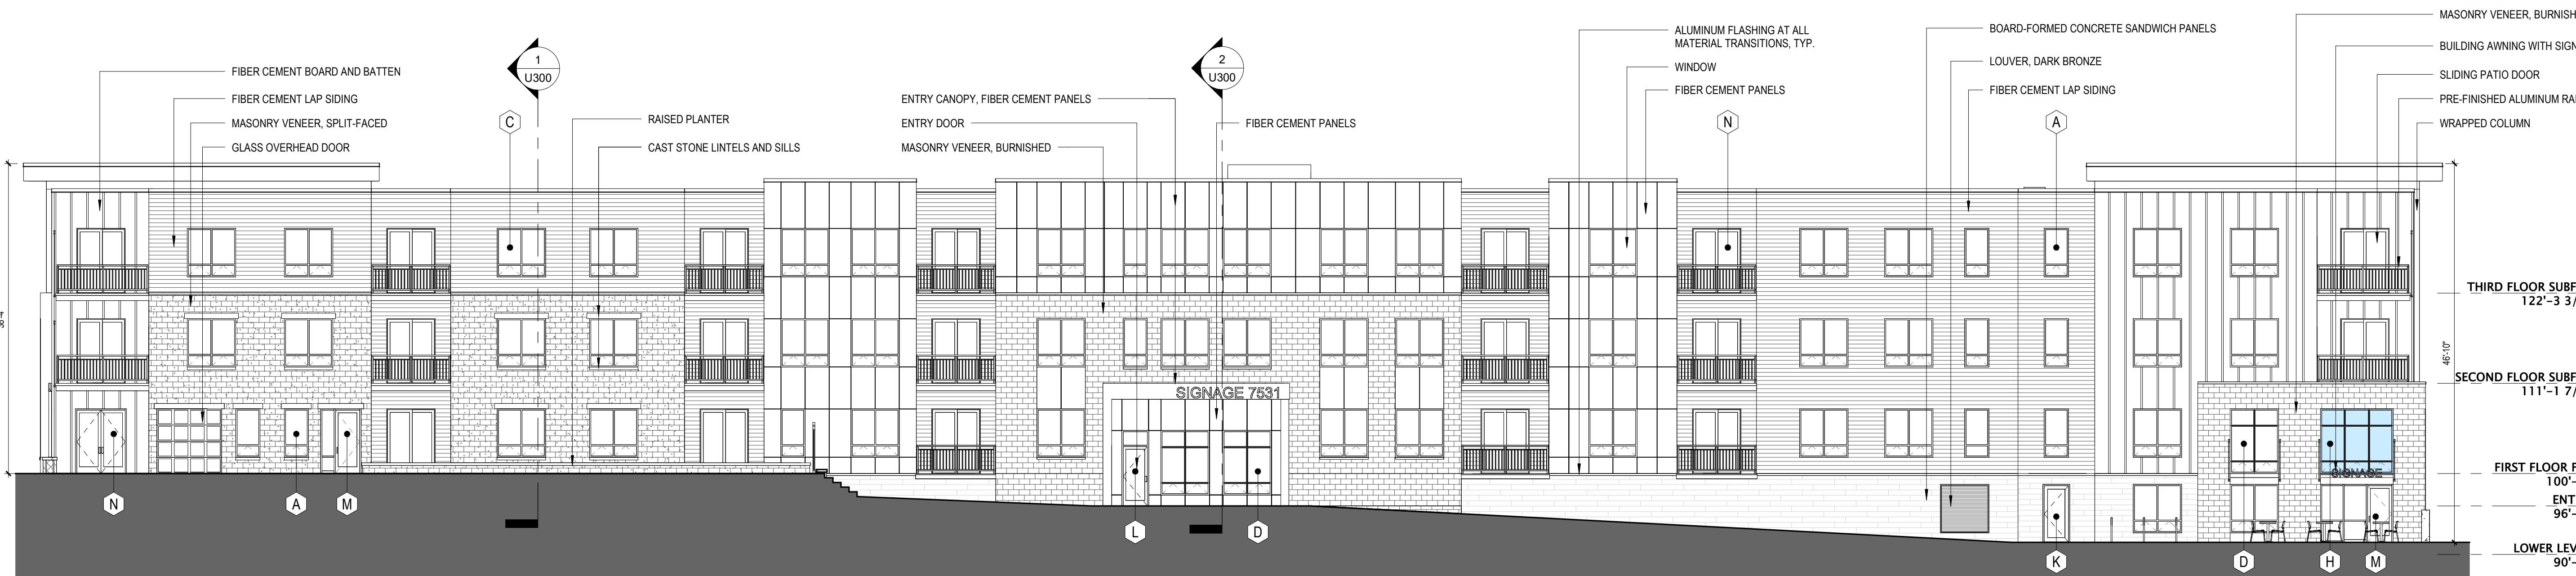 FIBER CEMENT BOARD AND BATTEN
FIBER CEMENT LAP SIDING
MASONRY VENEER, SPLIT-FACED
GLASS OVERHEAD DOOR
C
1
U300
RAISED PLANTER
CAST STONE LINTELS AND SILLS
ENTRY CANOPY, FIBER CEMENT PANELS
ENTRY DOOR
MASONRY VENEER, BURNISHED
2
U300
FIBER CEMENT PANELS
ALUMINUM FLASHING AT ALL
MATERIAL TRANSITIONS, TYP.
WINDOW
FIBER CEMENT PANELS
N
BOARD-FORMED CONCRETE SANDWICH PANELS
LOUVER, DARK BRONZE
FIBER CEMENT LAP SIDING
A
MASONRY VENEER, BURNISH
BUILDING AWNING WITH SIGN
SLIDING PATIO DOOR
PRE-FINISHED ALUMINUM RA
WRAPPED COLUMN
THIRD FLOOR SUBF
122'-3 3/
46'-10"
SECOND FLOOR SUBF
111'-1 7/
SIGNAGE 7531
SIGNAGE
FIRST FLOOR F
100'-
ENT
96'-
LOWER LEV
90'-
N
A
M
L
D
K
D
H
M